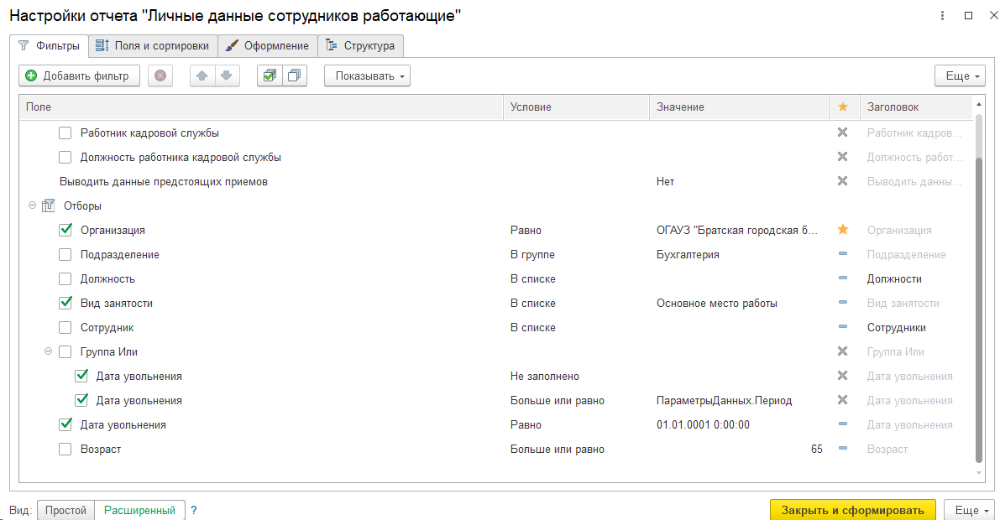 Настройки отчета "Личные данные сотрудников работающие"
Фильтры Поля и сортировки Оформление Структура
Добавить фильтр Показывать Еще
Поле Условие Значение Заголовок
Работник кадровой службы Работник кадров...
Должность работника кадровой службы Должность работ...
Выводить данные предстоящих приемов Нет Выводить данны...
Отборы
Организация Равно ОГАУЗ "Братская городская б... Организация
Подразделение В группе Бухгалтерия Подразделение
Должность В списке Должности
Вид занятости В списке Основное место работы Вид занятости
Сотрудник В списке Сотрудники
Группа Или Группа Или
Дата увольнения Не заполнено Дата увольнения
Дата увольнения Больше или равно ПараметрыДанных.Период Дата увольнения
Дата увольнения Равно 01.01.0001 0:00:00 Дата увольнения
Возраст Больше или равно 65 Возраст
Вид: Простой Расширенный ? Закрыть и сформировать Еще